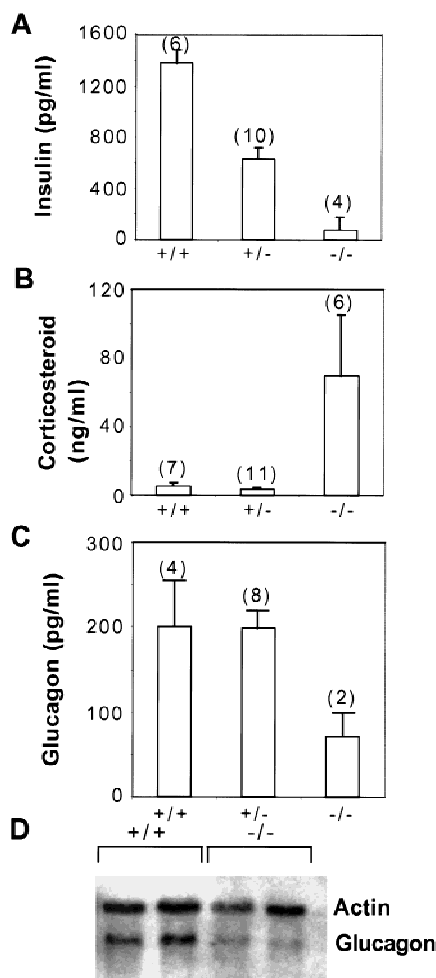 A
Insulin (pg/ml)
1600
1200
800
400
0
(6)
(10)
(4)
+/+ +/- -/-
B
Corticosteroid
(ng/ml)
120
80
40
0
(7)
(11)
(6)
+/+ +/- -/-
C
Glucagon (pg/ml)
300
200
100
0
(4)
(8)
(2)
+/+ +/- -/-
D
+/+ -/-
Actin
Glucagon